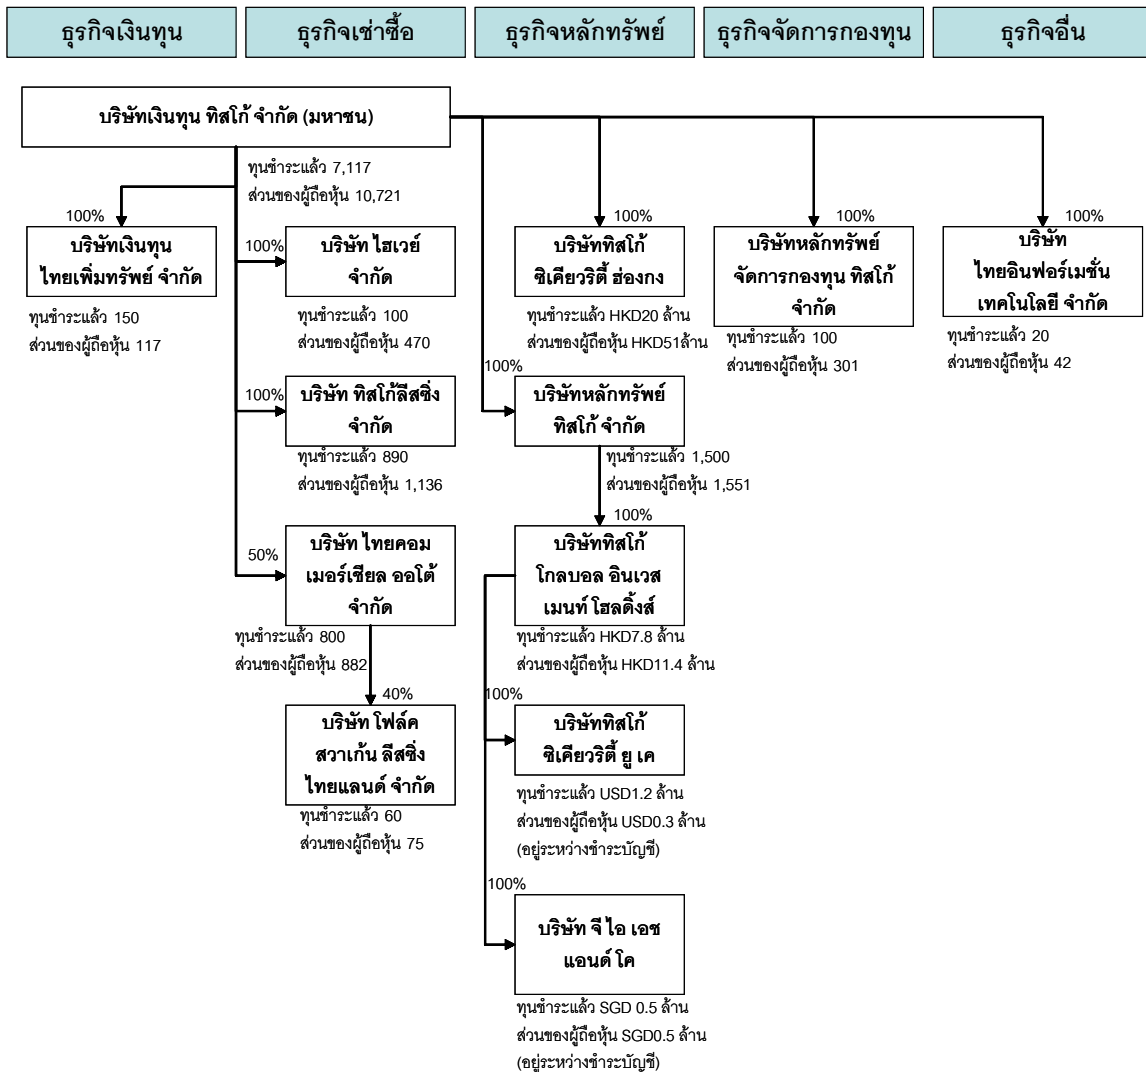 ธุรกิจเงินทุน
ธุรกิจเช่าซื้อ
ธุรกิจหลักทรัพย์
ธุรกิจจัดการกองทุน
ธุรกิจอื่น
บริษัทเงินทุน ทิสโก้ จำกัด (มหาชน)
ทุนชำระแล้ว 7,117
ส่วนของผู้ถือหุ้น 10,721
100%
บริษัทเงินทุน
ไทยเพิ่มทรัพย์ จำกัด
ทุนชำระแล้ว 150
ส่วนของผู้ถือหุ้น 117
100%
บริษัท ไฮเวย์
จำกัด
ทุนชำระแล้ว 100
ส่วนของผู้ถือหุ้น 470
100%
บริษัททิสโก้
ซิเคียวริตี้ ฮ่องกง
ทุนชำระแล้ว HKD20 ล้าน
ส่วนของผู้ถือหุ้น HKD51ล้าน
100%
บริษัทหลักทรัพย์
จัดการกองทุน ทิสโก้
จำกัด
ทุนชำระแล้ว 100
ส่วนของผู้ถือหุ้น 301
100%
บริษัท
ไทยอินฟอร์เมชั่น
เทคโนโลยี จำกัด
ทุนชำระแล้ว 20
ส่วนของผู้ถือหุ้น 42
100%
บริษัท ทิสโก้ลีสซิ่ง
จำกัด
ทุนชำระแล้ว 890
ส่วนของผู้ถือหุ้น 1,136
100%
บริษัทหลักทรัพย์
ทิสโก้ จำกัด
ทุนชำระแล้ว 1,500
ส่วนของผู้ถือหุ้น 1,551
50%
บริษัท ไทยคอม
เมอร์เซียล ออโต้
จำกัด
ทุนชำระแล้ว 800
ส่วนของผู้ถือหุ้น 882
100%
บริษัททิสโก้
โกลบอล อินเวส
เมนท์ โฮลดิ้งส์
ทุนชำระแล้ว HKD7.8 ล้าน
ส่วนของผู้ถือหุ้น HKD11.4 ล้าน
40%
บริษัท โฟล์ค
สวาเก้น ลีสซิ่ง
ไทยแลนด์ จำกัด
ทุนชำระแล้ว 60
ส่วนของผู้ถือหุ้น 75
100%
บริษัททิสโก้
ซิเคียวริตี้ ยู เค
ทุนชำระแล้ว USD1.2 ล้าน
ส่วนของผู้ถือหุ้น USD0.3 ล้าน
(อยู่ระหว่างชำระบัญชี)
100%
บริษัท จี ไอ เอช
แอนด์ โค
ทุนชำระแล้ว SGD 0.5 ล้าน
ส่วนของผู้ถือหุ้น SGD0.5 ล้าน
(อยู่ระหว่างชำระบัญชี)